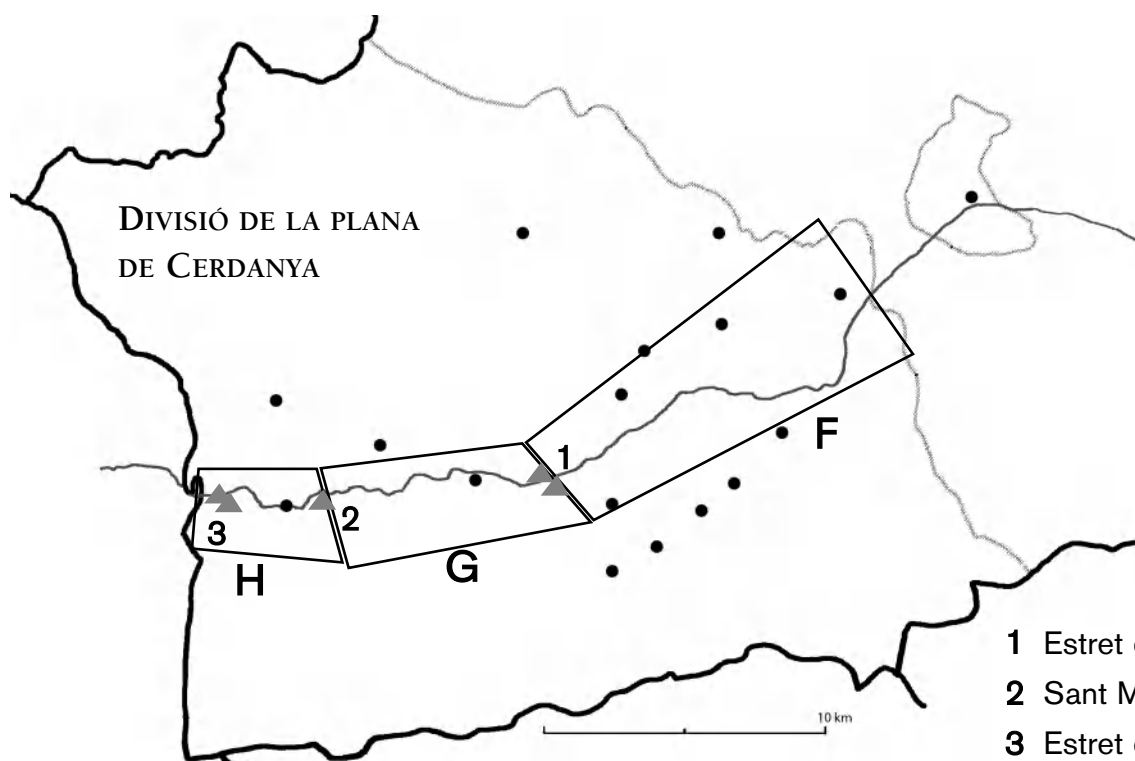 DIVISIÓ DE LA PLANA
DE CERDANYA
1
F
2
3
G
H
10 km
1 Estret
2 Sant
3 Estret